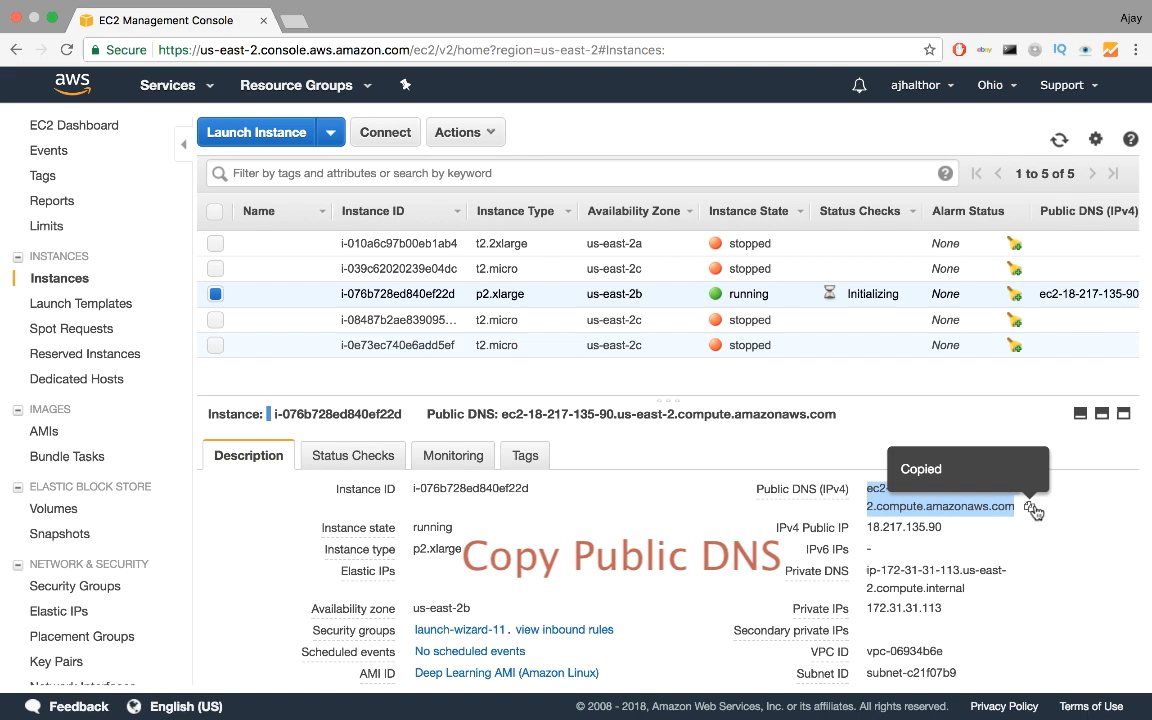 EC2 Management Console
Ajay
Secure https://us-east-2.console.aws.amazon.com/ec2/v2/home?region=us-east-2#Instances:
ebay
IQ
aws Services Resource Groups ajhalthor Ohio Support
EC2 Dashboard
Events
Tags
Reports
Limits
INSTANCES
Instances
Launch Templates
Spot Requests
Reserved Instances
Dedicated Hosts
IMAGES
AMIs
Bundle Tasks
ELASTIC BLOCK STORE
Volumes
Snapshots
NETWORK & SECURITY
Security Groups
Elastic IPs
Placement Groups
Key Pairs
Launch Instance Connect Actions
Filter by tags and attributes or search by keyword 1 to 5 of 5
Name Instance ID Instance Type Availability Zone Instance State Status Checks Alarm Status Public DNS (IPv4)
i-010a6c97b00eb1ab4 t2.2xlarge us-east-2a stopped None
i-039c62020239e04dc t2.micro us-east-2c stopped None
i-076b728ed840ef22d p2.xlarge us-east-2b running Initializing None ec2-18-217-135-90
i-08487b2ae839095... t2.micro us-east-2c stopped None
i-0e73ec740e6add5ef t2.micro us-east-2c stopped None
Instance: i-076b728ed840ef22d Public DNS: ec2-18-217-135-90.us-east-2.compute.amazonaws.com
Description Status Checks Monitoring Tags
Copied
Instance ID i-076b728ed840ef22d Public DNS (IPv4) ec2-
2.compute.amazonaws.com
Instance state running IPv4 Public IP 18.217.135.90
Instance type p2.xlarge IPv6 IPs -
Copy Public DNS
Elastic IPs Private DNS ip-172-31-31-113.us-east-
2.compute.internal
Availability zone us-east-2b Private IPs 172.31.31.113
Security groups launch-wizard-11. view inbound rules Secondary private IPs
Scheduled events No scheduled events VPC ID vpc-06934b6e
AMI ID Deep Learning AMI (Amazon Linux) Subnet ID subnet-c21f07b9
Feedback English (US) © 2008 - 2018, Amazon Web Services, Inc. or its affiliates. All rights reserved. Privacy Policy Terms of Use